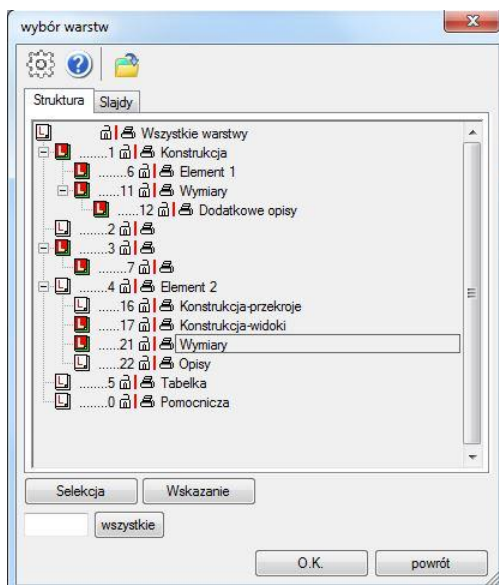 wybór warstw
Struktura Slajdy
Wszystkie warstwy
........1 Konstrukcja
......6 Element 1
......11 Wymiary
......12 Dodatkowe opisy
........2
........3
........7
........4 Element 2
......16 Konstrukcja-przekroje
......17 Konstrukcja-widoki
......21 Wymiary
......22 Opisy
........5 Tabelka
........0 Pomocnicza
Selekcja Wskazanie
wszystkie
O.K. powrót